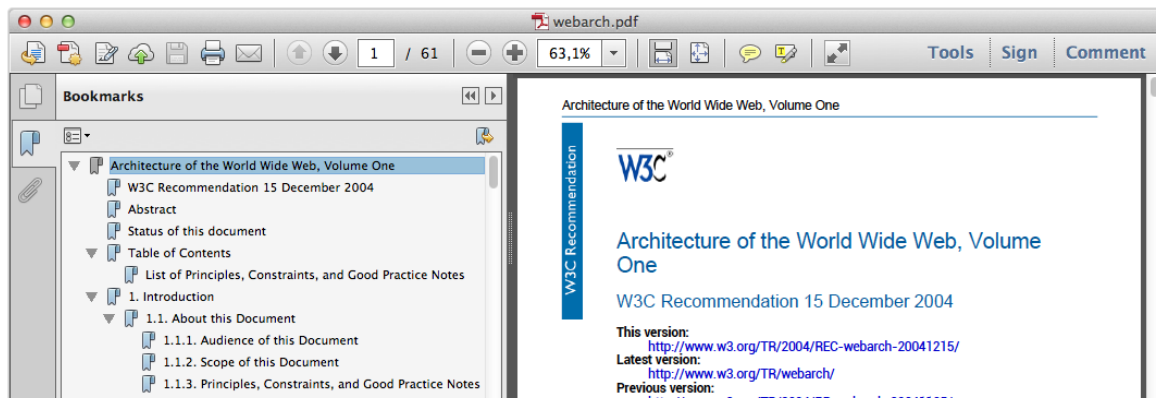 webarch.pdf
1 / 61
63,1%
Tools Sign Comment
Bookmarks
Architecture of the World Wide Web, Volume One
W3C Recommendation 15 December 2004
Abstract
Status of this document
Table of Contents
List of Principles, Constraints, and Good Practice Notes
1. Introduction
1.1. About this Document
1.1.1. Audience of this Document
1.1.2. Scope of this Document
1.1.3. Principles, Constraints, and Good Practice Notes
Architecture of the World Wide Web, Volume One
W3C Recommendation
W3C®
Architecture of the World Wide Web, Volume
One
W3C Recommendation 15 December 2004
This version:
http://www.w3.org/TR/2004/REC-webarch-20041215/
Latest version:
http://www.w3.org/TR/webarch/
Previous version: